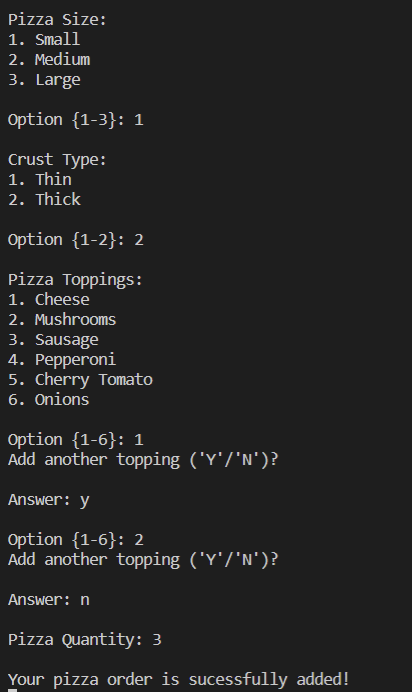 Pizza Size:
1. Small
2. Medium
3. Large
Option {1-3}: 1
Crust Type:
1. Thin
2. Thick
Option {1-2}: 2
Pizza Toppings:
1. Cheese
2. Mushrooms
3. Sausage
4. Pepperoni
5. Cherry Tomato
6. Onions
Option {1-6}: 1
Add another topping ('Y'/'N')?
Answer: y
Option {1-6}: 2
Add another topping ('Y'/'N')?
Answer: n
Pizza Quantity: 3
Your pizza order is sucessfully added!